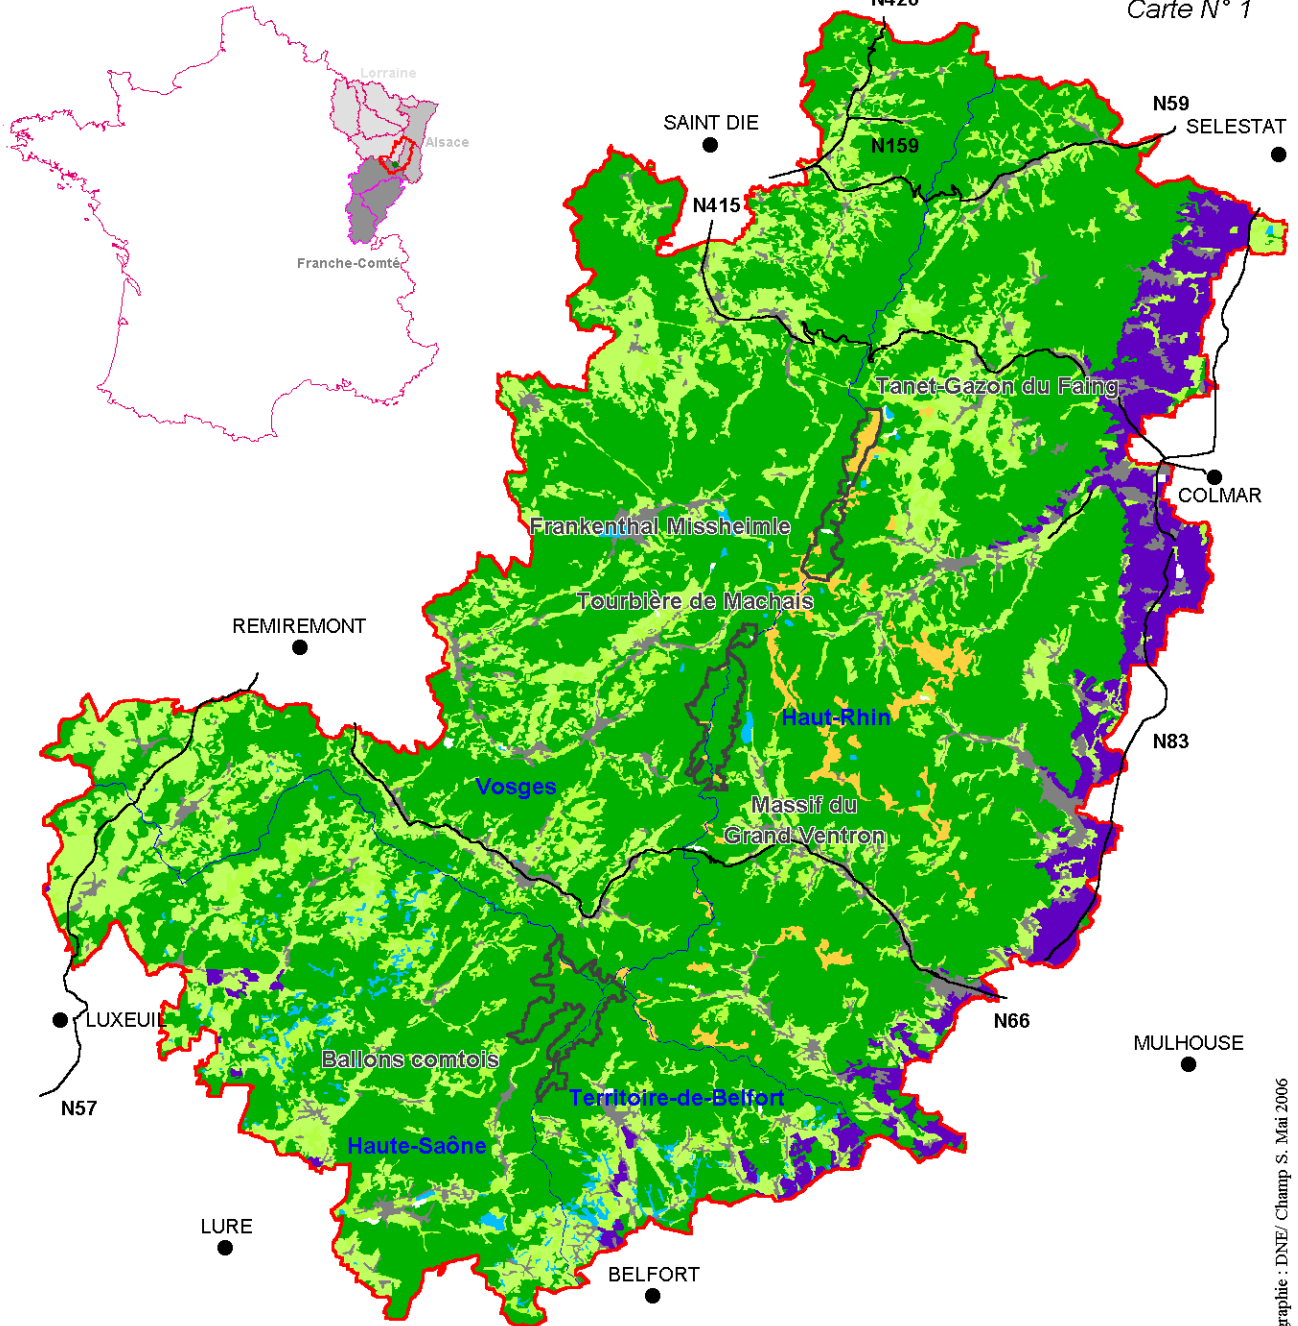 N420
Carte N° 1
Lorraine
Alsace
Franche-Comté
SAINT DIE
N59
SELESTAT
N159
N415
Tanet-Gazon du Faing
COLMAR
Frankenthal Missheimle
Tourbière de Machais
REMIREMONT
Haut-Rhin
N83
Vosges
Massif du
Grand Ventron
LUXEUIL
N66
MULHOUSE
Ballons comtois
N57
Territoire-de-Belfort
Haute-Saône
LURE
BELFORT
graphie : DNE/ Champ S. Mai 2006